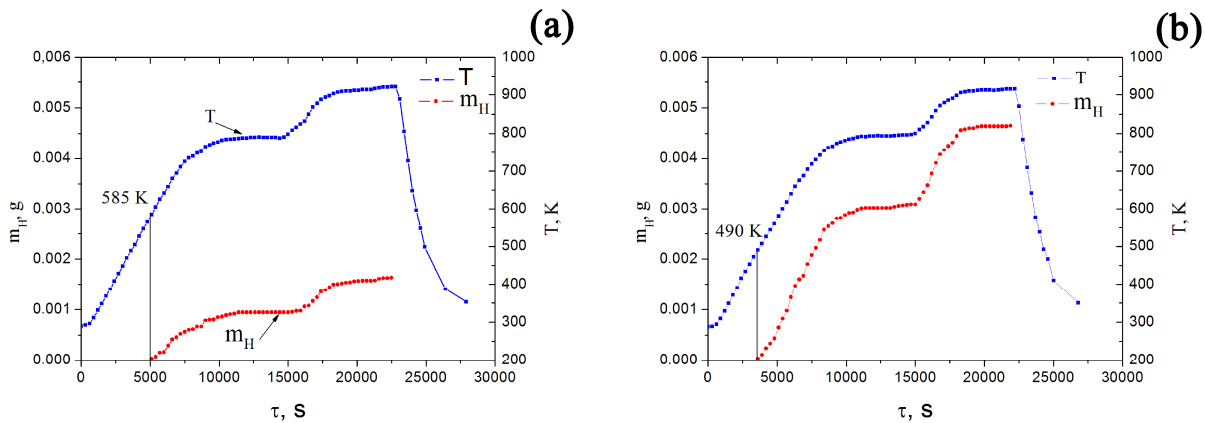 (a)
0.006
0.005
0.004
0.003
0.002
0.001
0.000
m_H, g
0
5000
10000
15000
20000
25000
30000
τ, s
1000
900
800
700
600
500
400
300
200
T, K
T
m_H
T
585 K
m_H
(b)
0.006
0.005
0.004
0.003
0.002
0.001
0.000
m_H, g
0
5000
10000
15000
20000
25000
30000
τ, s
1000
900
800
700
600
500
400
300
200
T, K
T
m_H
490 K